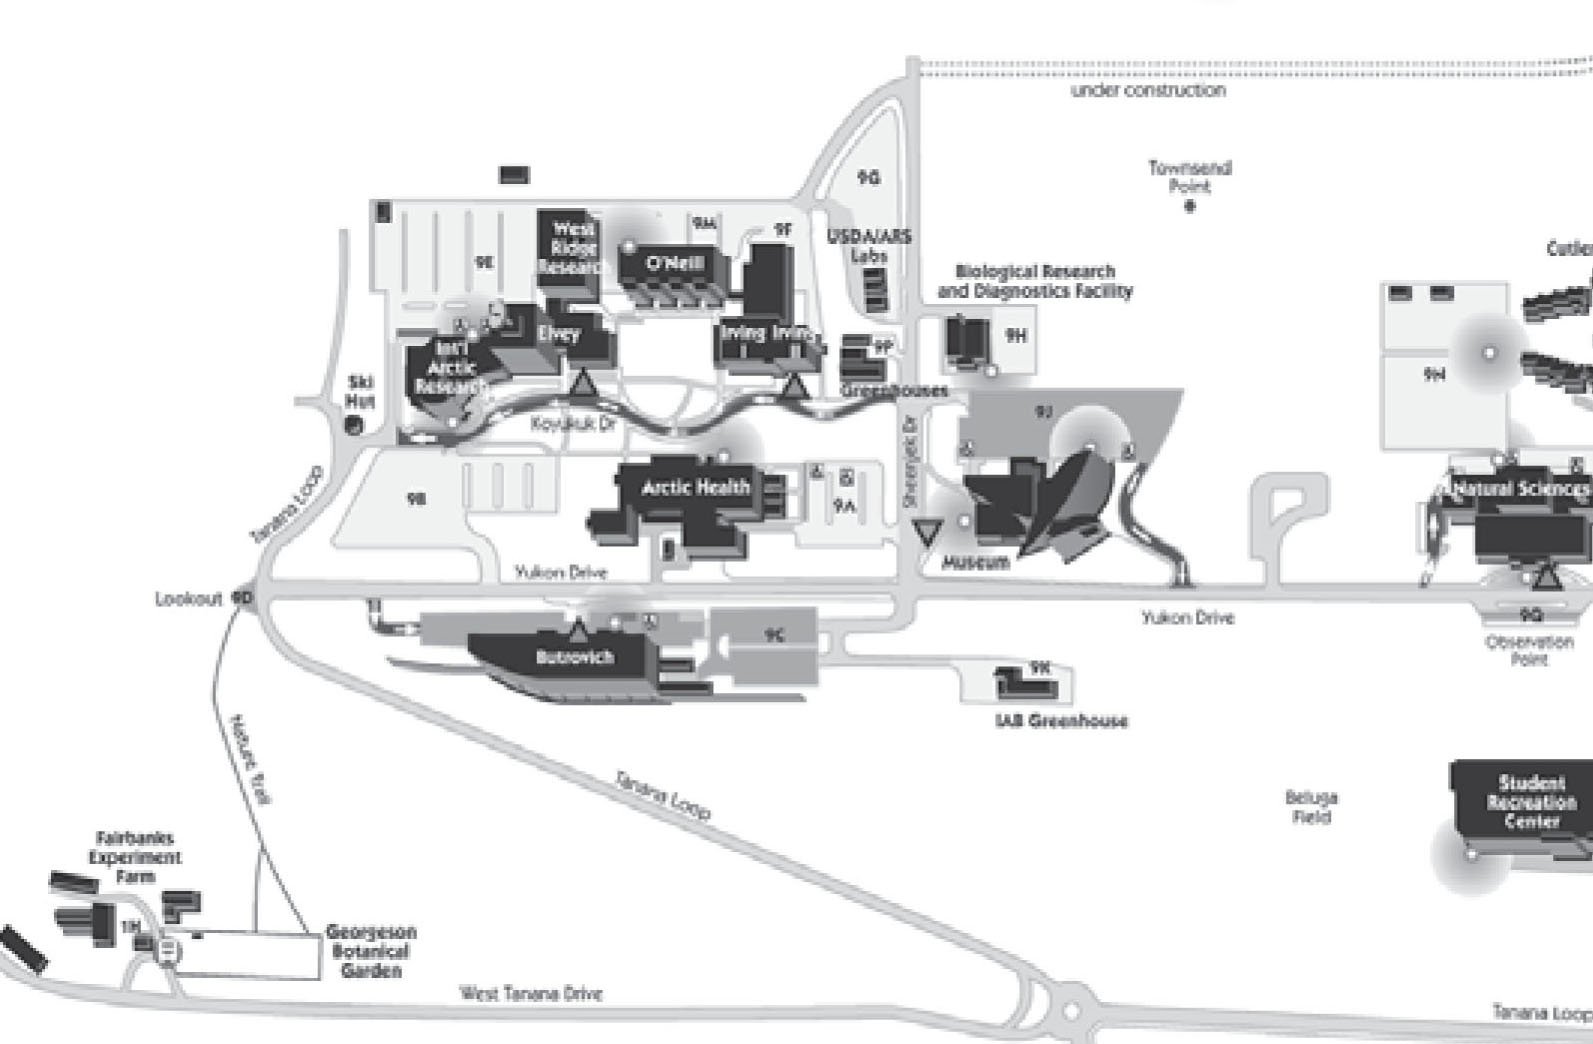 under construction
Townsend
Point
9G
USDA/ARS
Labs
Cutler
West
Ridge
Research
9M
9F
O'Neill
9E
Biological Research
and Diagnostics Facility
9H
Elvey
Irving
Irving
9P
Greenhouses
Int'l
Arctic
Research
Ski
Hut
Koyukuk Dr
9J
Sheenjek Dr
Arctic Health
9A
9B
Natural Sciences
Tanana Loop
Museum
Yukon Drive
Lookout 9D
Yukon Drive
9Q
Observation
Point
9C
Butrovich
9K
IAB Greenhouse
Nature Trail
Tanana Loop
Beluga
Field
Student
Recreation
Center
Fairbanks
Experiment
Farm
1H
Georgeson
Botanical
Garden
West Tanana Drive
Tanana Loop